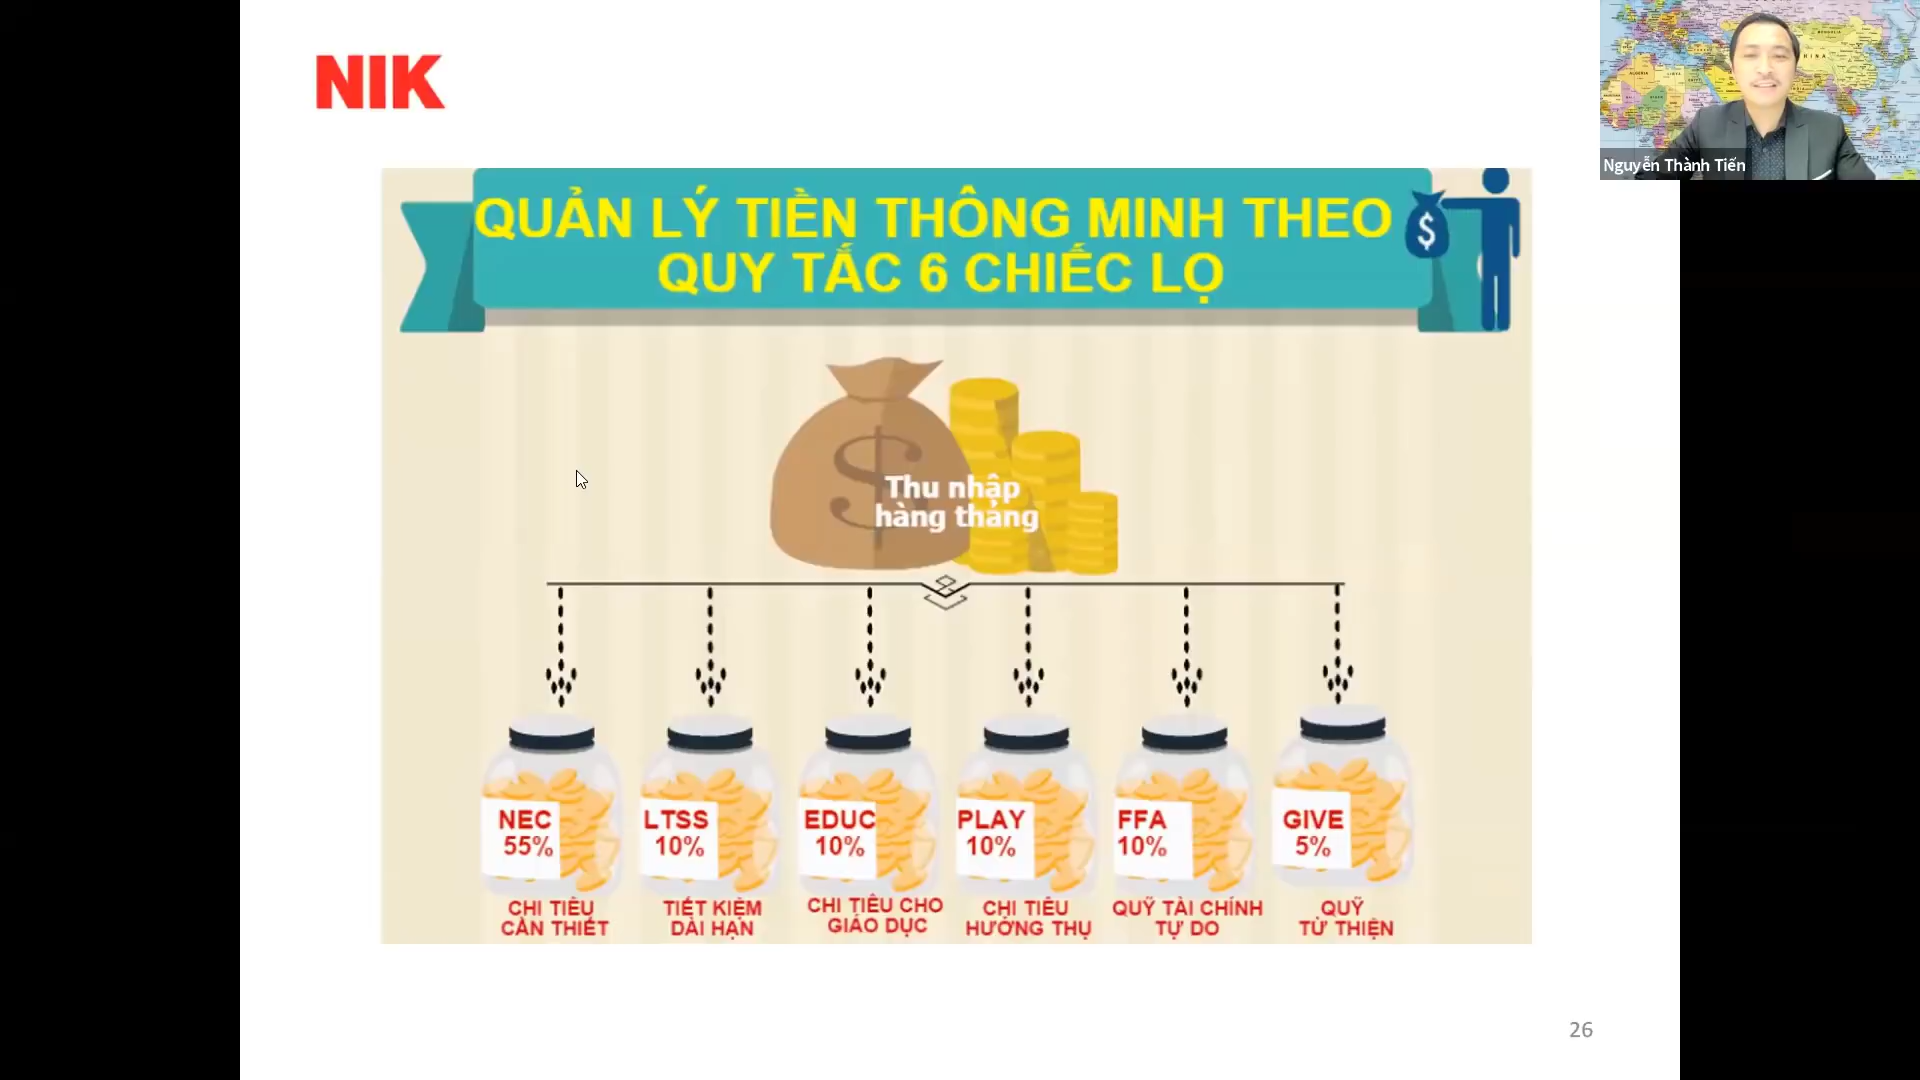 NIK
Nguyễn Thành Tiến
QUẢN LÝ TIỀN THÔNG MINH THEO
QUY TẮC 6 CHIẾC LỌ
$
$
Thu nhập
hàng tháng
NEC
55%
LTSS
10%
EDUC
10%
PLAY
10%
FFA
10%
GIVE
5%
CHI TIÊU
CẦN THIẾT
TIẾT KIỆM
DÀI HẠN
CHI TIÊU CHO
GIÁO DỤC
CHI TIÊU
HƯỞNG THỤ
QUỸ TÀI CHÍNH
TỰ DO
QUỸ
TỪ THIỆN
26